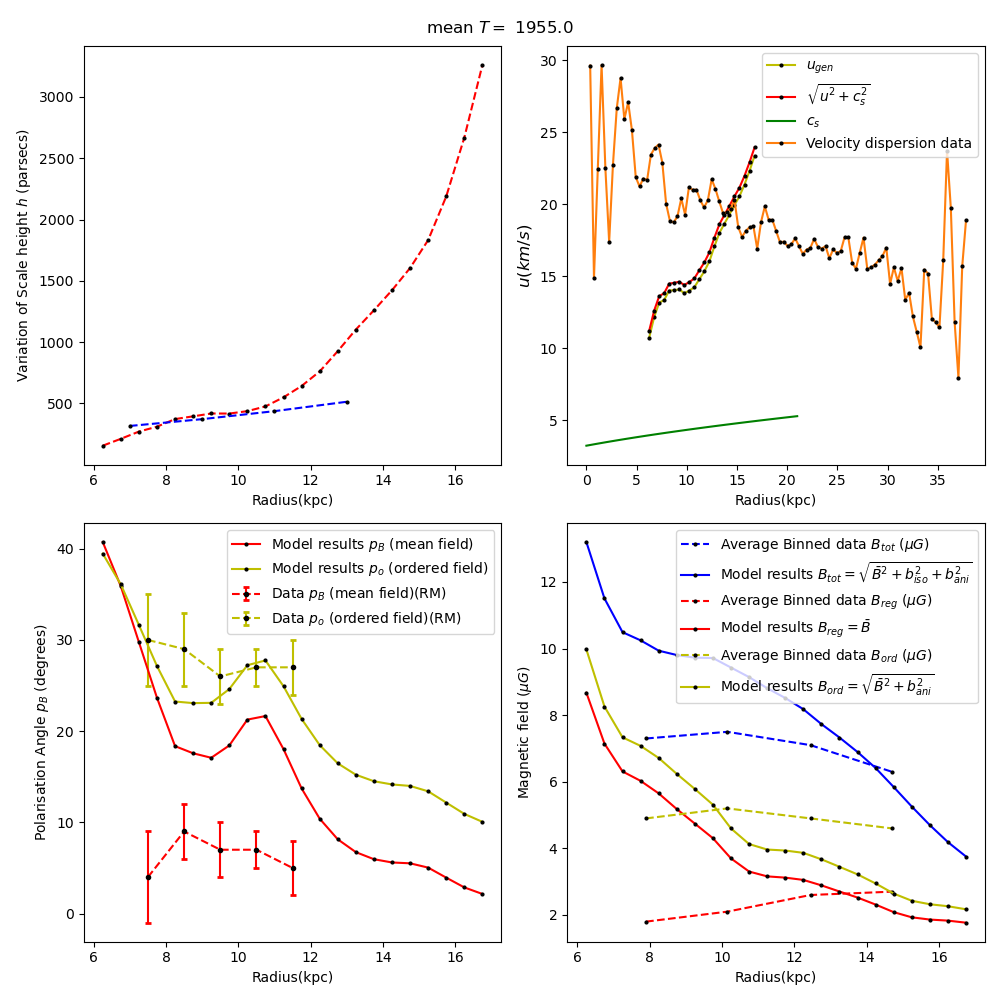 mean T = 1955.0
Variation of Scale height h (parsecs)
3000
2500
2000
1500
1000
500
6 8 10 12 14 16
Radius(kpc)
u(km/s)
30
25
20
15
10
5
u_gen
√u² + c_s²
c_s
Velocity dispersion data
0 5 10 15 20 25 30 35
Radius(kpc)
Polarisation Angle p_B (degrees)
40
30
20
10
0
Model results p_B (mean field)
Model results p_o (ordered field)
Data p_B (mean field)(RM)
Data p_o (ordered field)(RM)
6 8 10 12 14 16
Radius(kpc)
Magnetic field (μG)
12
10
8
6
4
2
Average Binned data B_tot (μG)
Model results B_tot = √B̄² + b²_iso + b²_ani
Average Binned data B_reg (μG)
Model results B_reg = B̄
Average Binned data B_ord (μG)
Model results B_ord = √B̄² + b²_ani
6 8 10 12 14 16
Radius(kpc)